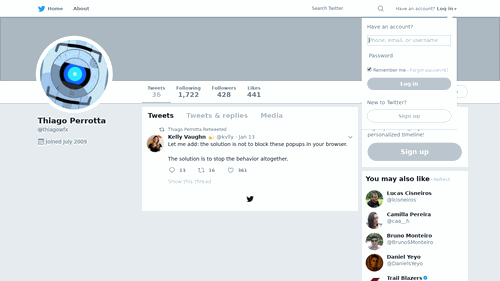 Home
About
Search Twitter
Have an account? Log in
Have an account?
Phone, email, or username
Password
Remember me · Forgot password?
Log in
New to Twitter?
Sign up
personalized timeline!
Sign up
Tweets
36
Following
1,722
Followers
428
Likes
441
Thiago Perrotta
@thiagowfx
Joined July 2009
Tweets
Tweets & replies
Media
Thiago Perrotta Retweeted
Kelly Vaughn @kvlly · Jan 13
Let me add: the solution is not to block these popups in your browser.
The solution is to stop the behavior altogether.
13
16
361
Show this thread
You may also like
· Refresh
Lucas Cisneiros
@lcisneiros
Camilla Pereira
Bruno Monteiro
@BrunoSMonteiro
Daniel Yeyo
@DanielsYeyo
Trail Blazers